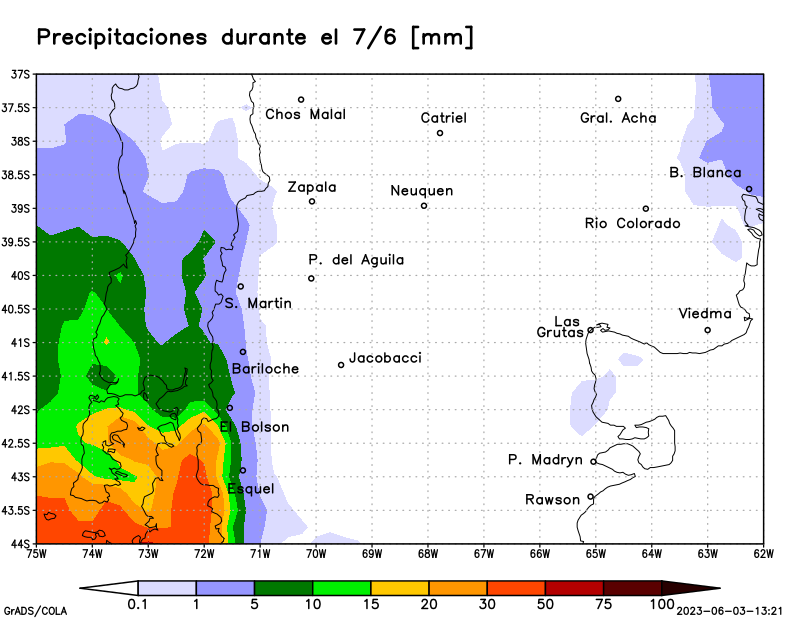 Precipitaciones durante el 7/6 [mm]
37S
37.5S
Chos Malal
Catriel
Gral. Acha
38S
38.5S
B. Blanca
Zapala
Neuquen
39S
Rio Colorado
39.5S
P. del Aguila
40S
S. Martin
40.5S
Viedma
Las
Grutas
41S
Jacobacci
Bariloche
41.5S
42S
El Bolson
42.5S
P. Madryn
43S
Esquel
Rawson
43.5S
44S
75W 74W 73W 72W 71W 70W 69W 68W 67W 66W 65W 64W 63W 62W
0.1 1 5 10 15 20 30 50 75 100
GrADS/COLA
2023-06-03-13:21